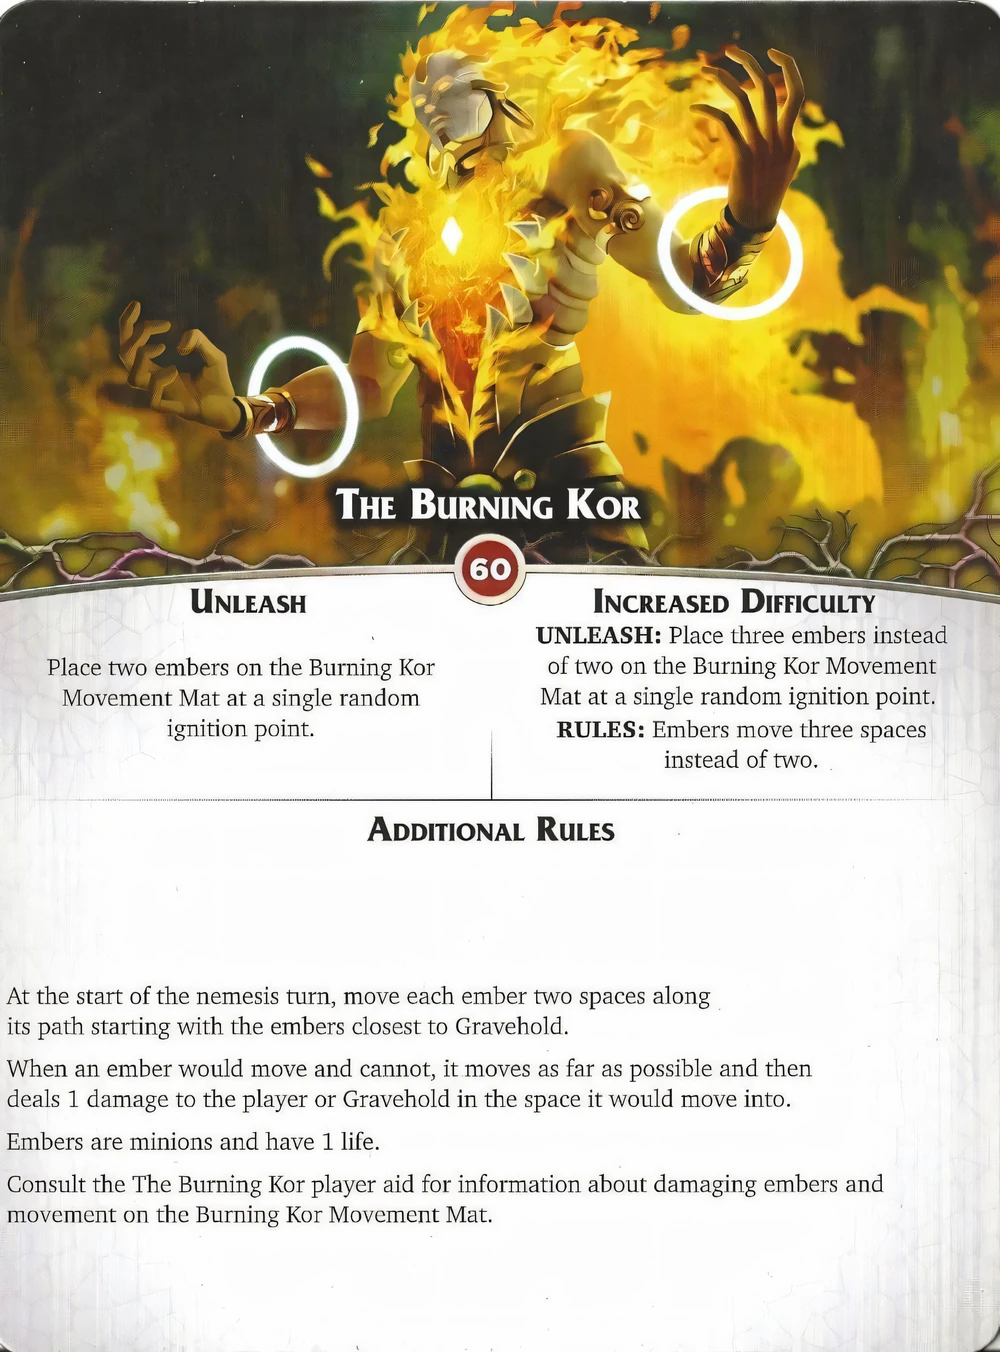 The Burning Kor
60
Unleash
Place two embers on the Burning Kor
Movement Mat at a single random
ignition point.
Increased Difficulty
UNLEASH: Place three embers instead
of two on the Burning Kor Movement
Mat at a single random ignition point.
RULES: Embers move three spaces
instead of two.
Additional Rules
At the start of the nemesis turn, move each ember two spaces along
its path starting with the embers closest to Gravehold.
When an ember would move and cannot, it moves as far as possible and then
deals 1 damage to the player or Gravehold in the space it would move into.
Embers are minions and have 1 life.
Consult the The Burning Kor player aid for information about damaging embers and
movement on the Burning Kor Movement Mat.